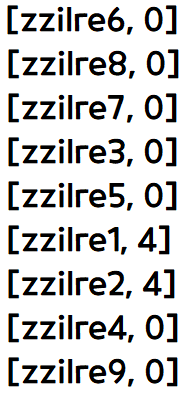 [zzilre6, 0]
[zzilre8, 0]
[zzilre7, 0]
[zzilre3, 0]
[zzilre5, 0]
[zzilre1, 4]
[zzilre2, 4]
[zzilre4, 0]
[zzilre9, 0]